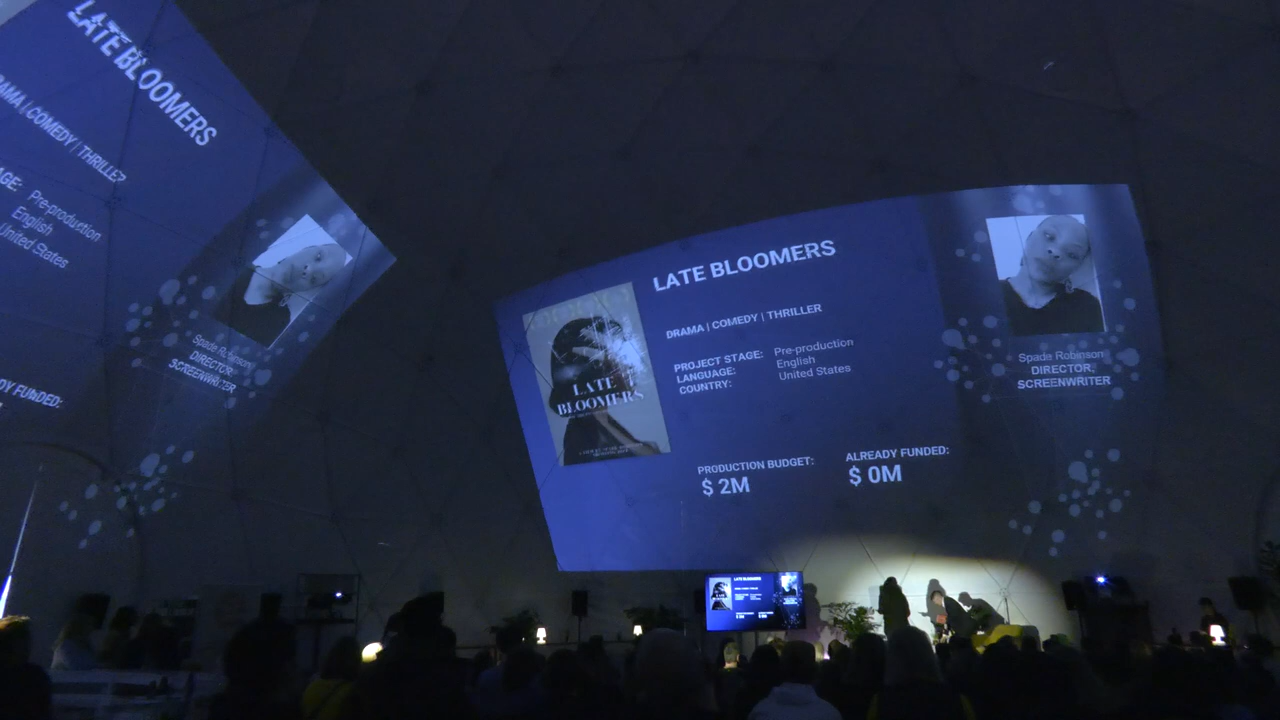 LATE BLOOMERS
DRAMA | COMEDY | THRILLER
Pre-production
English
United States
Spade Robinson
DIRECTOR,
SCREENWRITER
FUNDED:
LATE BLOOMERS
DRAMA | COMEDY | THRILLER
PROJECT STAGE: Pre-production
LANGUAGE: English
COUNTRY: United States
LATE
BLOOMERS
PRODUCTION BUDGET:
$ 2M
ALREADY FUNDED:
$ 0M
Spade Robinson
DIRECTOR,
SCREENWRITER
LATE BLOOMERS